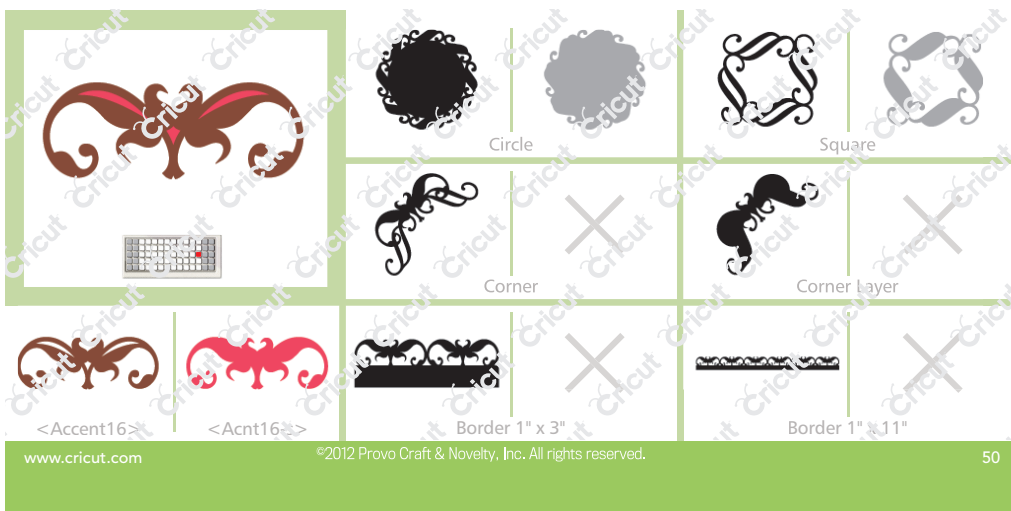 Circle
Square
Corner
Corner Layer
<Accent16>
<Acnt16-s>
Border 1" x 3"
Border 1" x 11"
www.cricut.com
©2012 Provo Craft & Novelty, Inc. All rights reserved.
50
Cricut